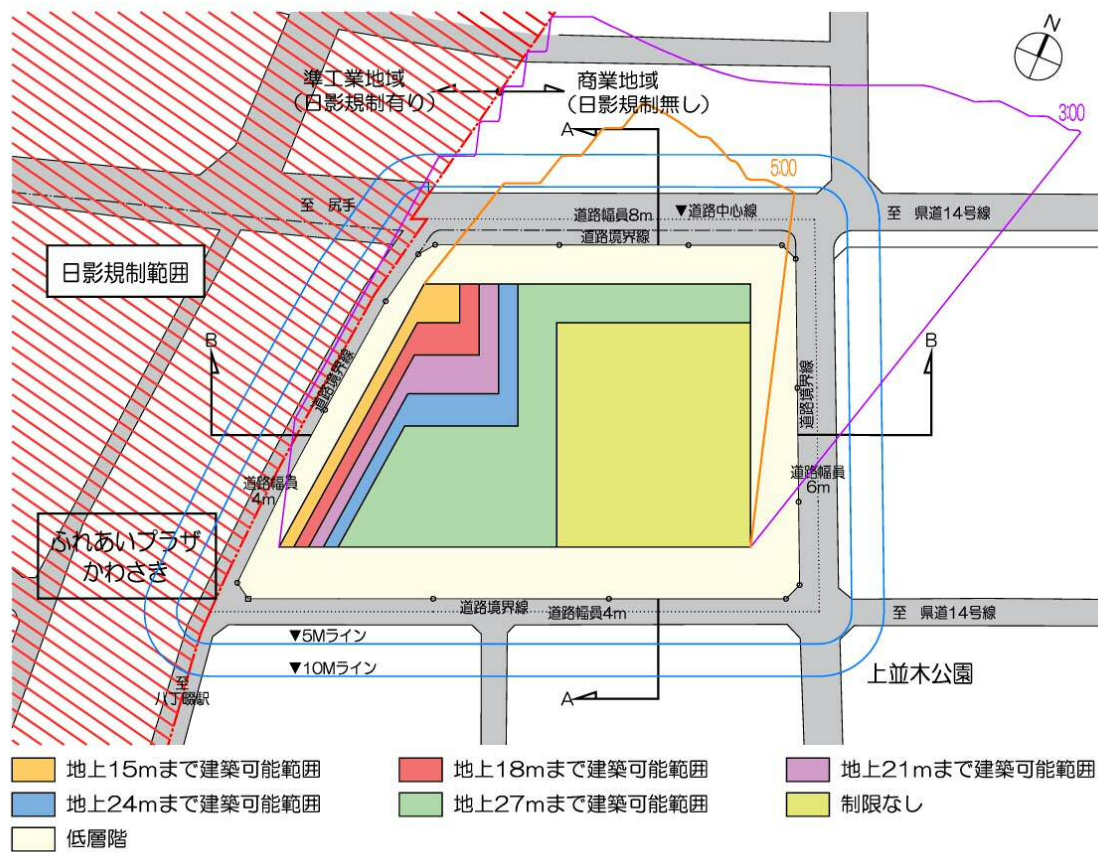 N
準工業地域
(日影規制有り)
商業地域
(日影規制無し)
3:00
A
5:00
至 尻手
道路幅員8m
▼道路中心線
至 県道14号線
道路境界線
日影規制範囲
B
B
道路境界線
道路境界線
道路幅員
4m
道路幅員
6m
ふれあいプラザ
かわさき
道路境界線
道路幅員4m
至 県道14号線
▼5Mライン
▼10Mライン
上並木公園
至
八丁畷駅
A
地上15mまで建築可能範囲
地上18mまで建築可能範囲
地上21mまで建築可能範囲
地上24mまで建築可能範囲
地上27mまで建築可能範囲
制限なし
低層階